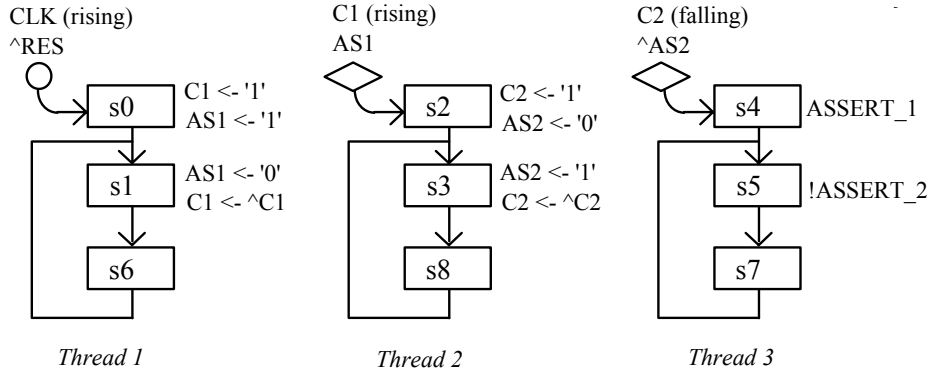 CLK (rising)
^RES
s0
C1 <- '1'
AS1 <- '1'
s1
AS1 <- '0'
C1 <- ^C1
s6
Thread 1
C1 (rising)
AS1
s2
C2 <- '1'
AS2 <- '0'
s3
AS2 <- '1'
C2 <- ^C2
s8
Thread 2
C2 (falling)
^AS2
s4
ASSERT_1
s5
!ASSERT_2
s7
Thread 3